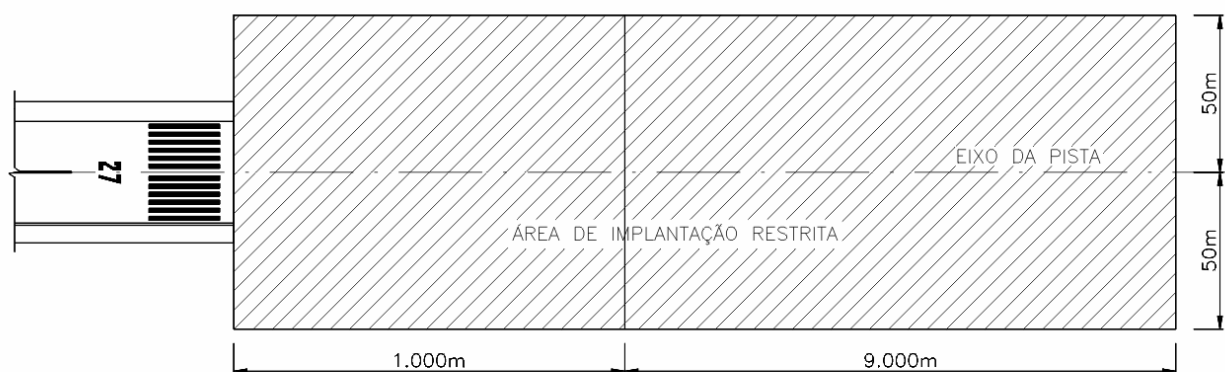 50m
27
EIXO DA PISTA
ÁREA DE IMPLANTAÇÃO RESTRITA
50m
1.000m
9.000m